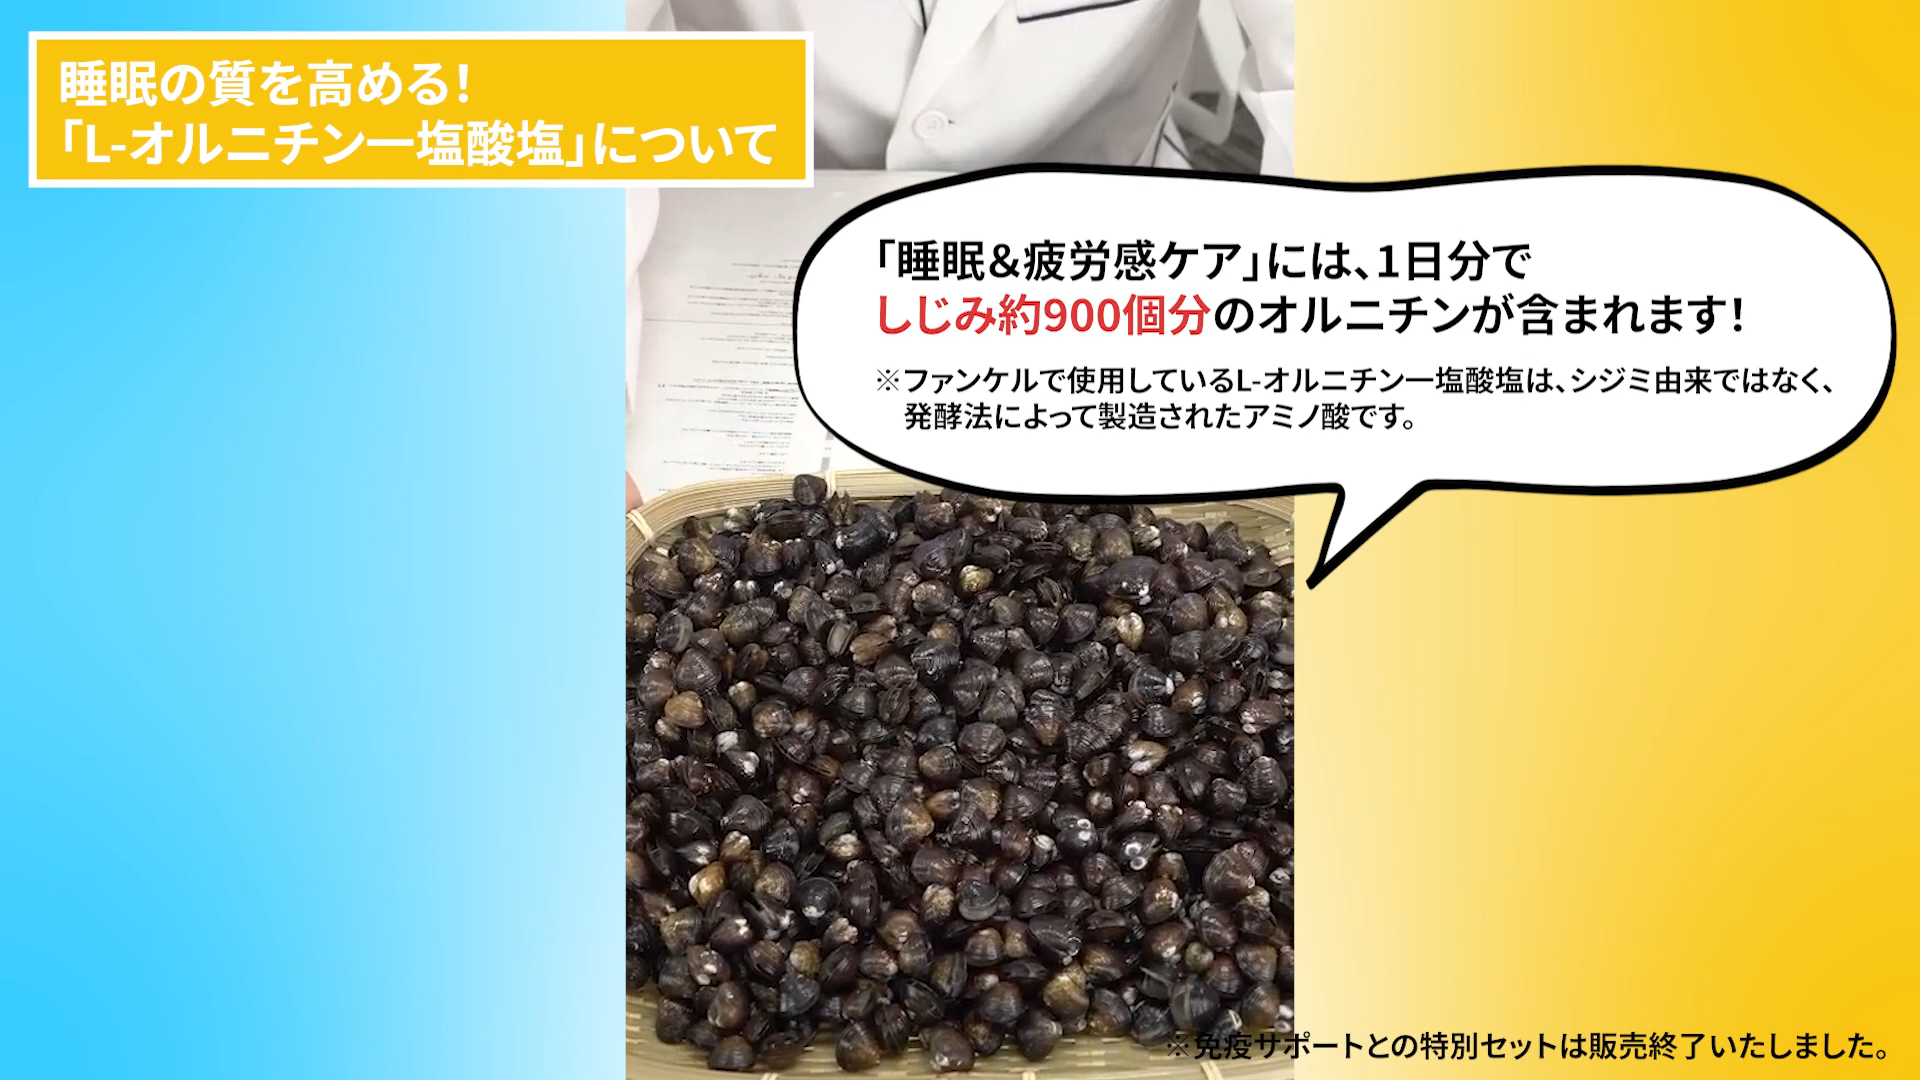 睡眠の質を高める!
「L-オルニチン一塩酸塩」について
「睡眠&疲労感ケア」には、1日分で
しじみ約900個分のオルニチンが含まれます!
※ファンケルで使用しているL-オルニチン一塩酸塩は、シジミ由来ではなく、
発酵法によって製造されたアミノ酸です。
※免疫サポートとの特別セットは販売終了いたしました。